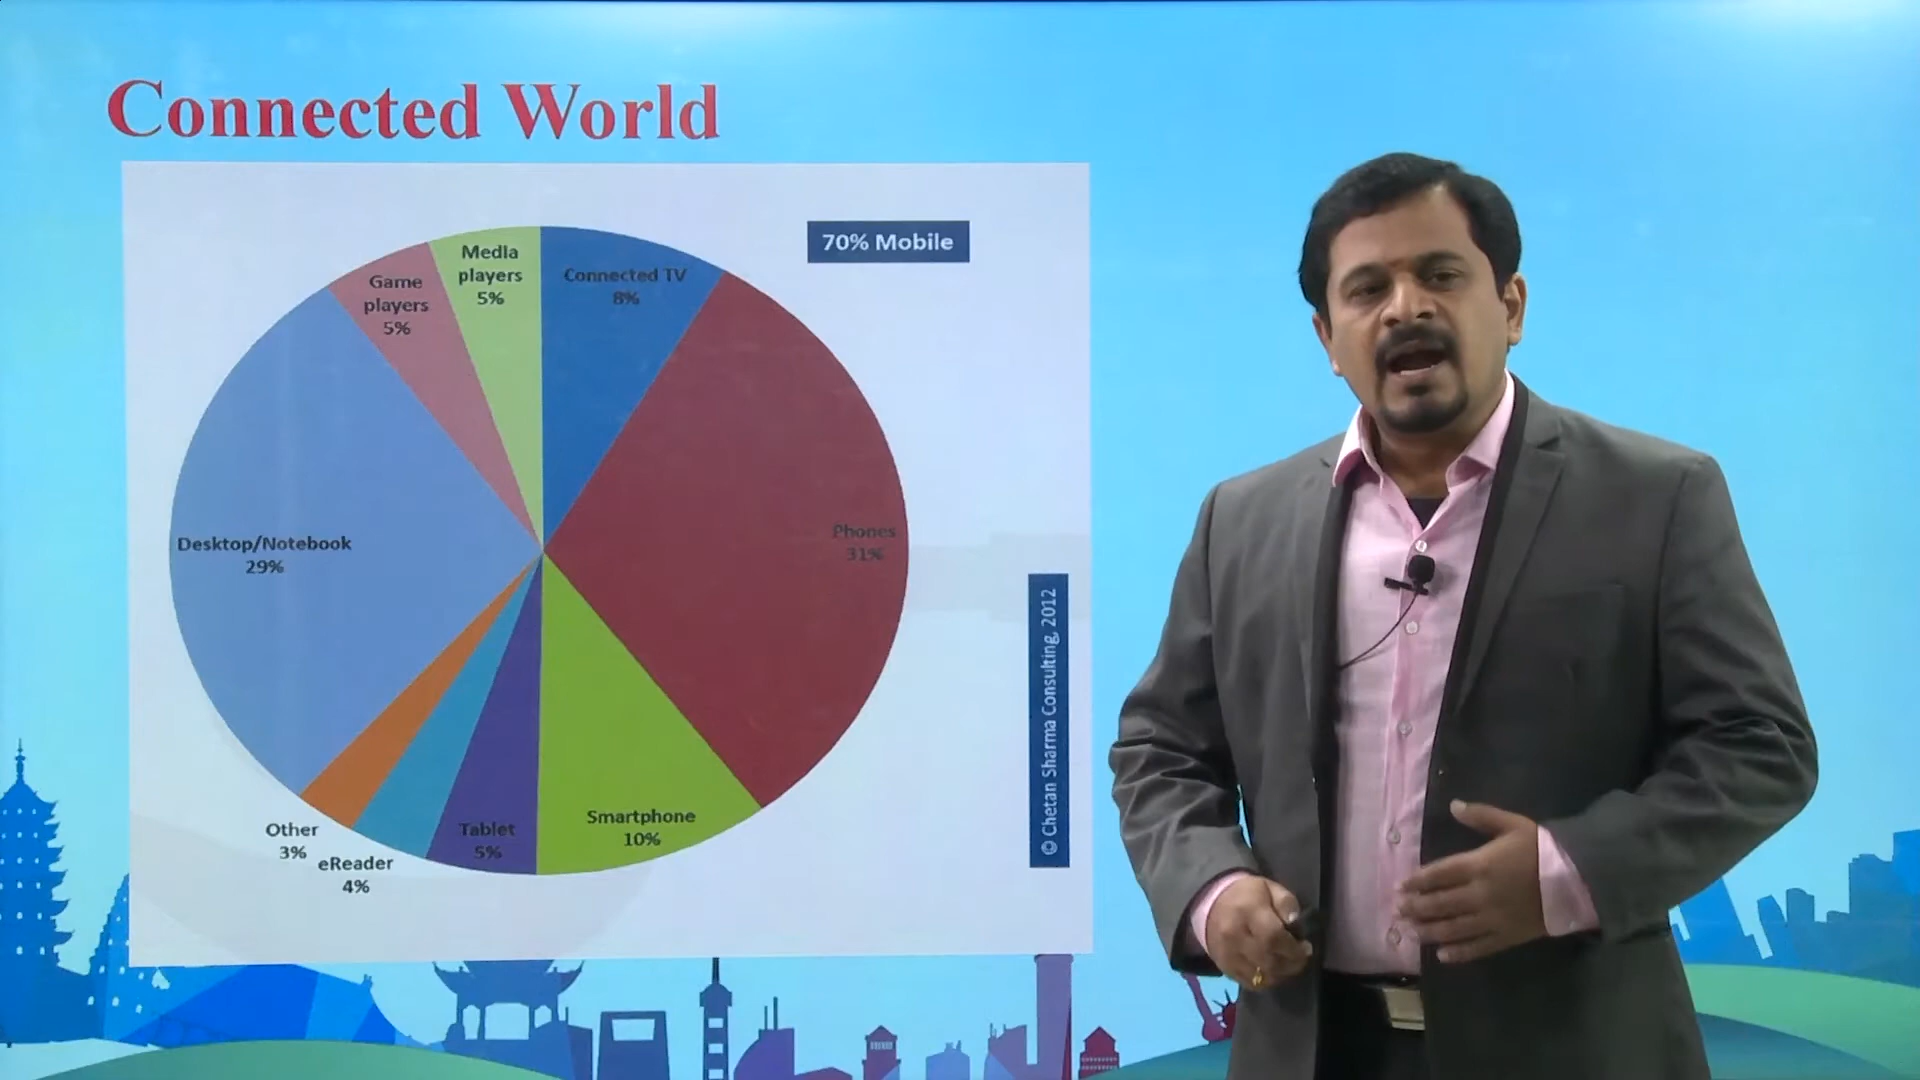 Connected World
70% Mobile
Media
players
5%
Connected TV
8%
Game
players
5%
Phones
31%
Desktop/Notebook
29%
Smartphone
10%
Tablet
5%
Other
3%
eReader
4%
© Chetan Sharma Consulting, 2012